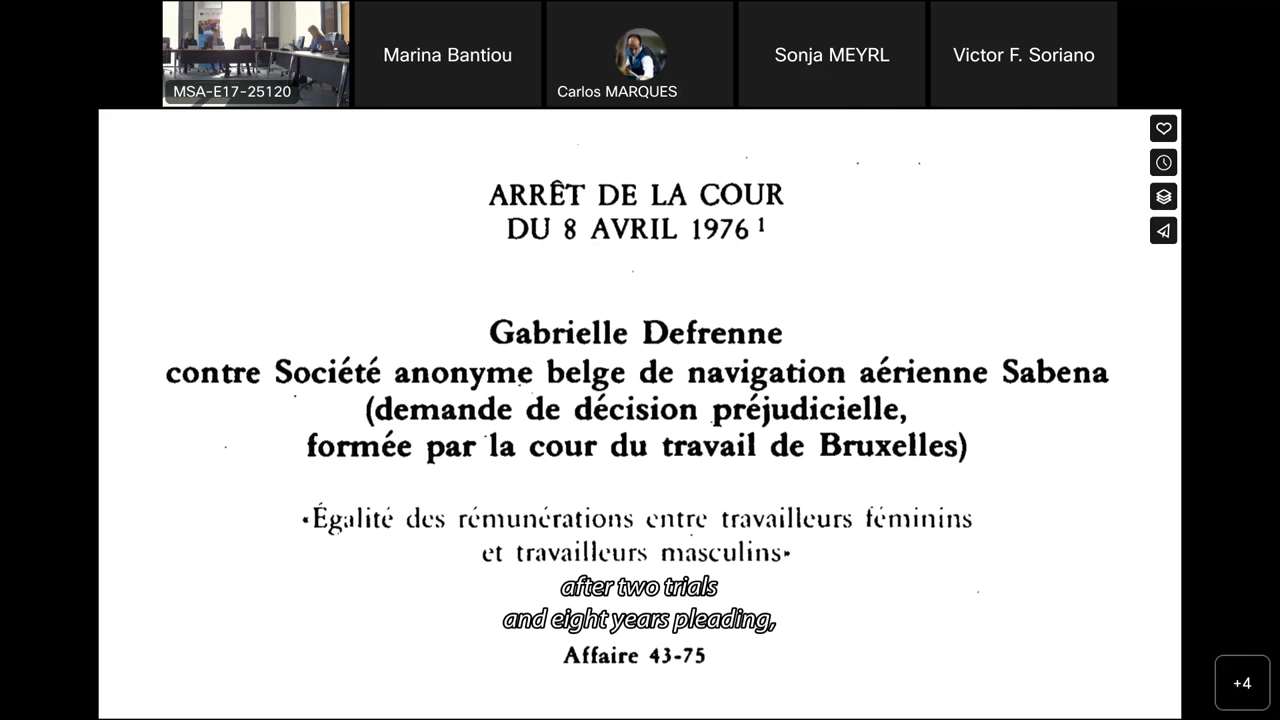 MSA-E17-25120
Marina Bantiou
Carlos MARQUES
Sonja MEYRL
Victor F. Soriano
ARRÊT DE LA COUR
DU 8 AVRIL 1976 1
Gabrielle Defrenne
contre Société anonyme belge de navigation aérienne Sabena
(demande de décision préjudicielle,
formée par la cour du travail de Bruxelles)
«Égalité des rémunérations entre travailleurs féminins
et travailleurs masculins»
after two trials
and eight years pleading,
Affaire 43-75
+4